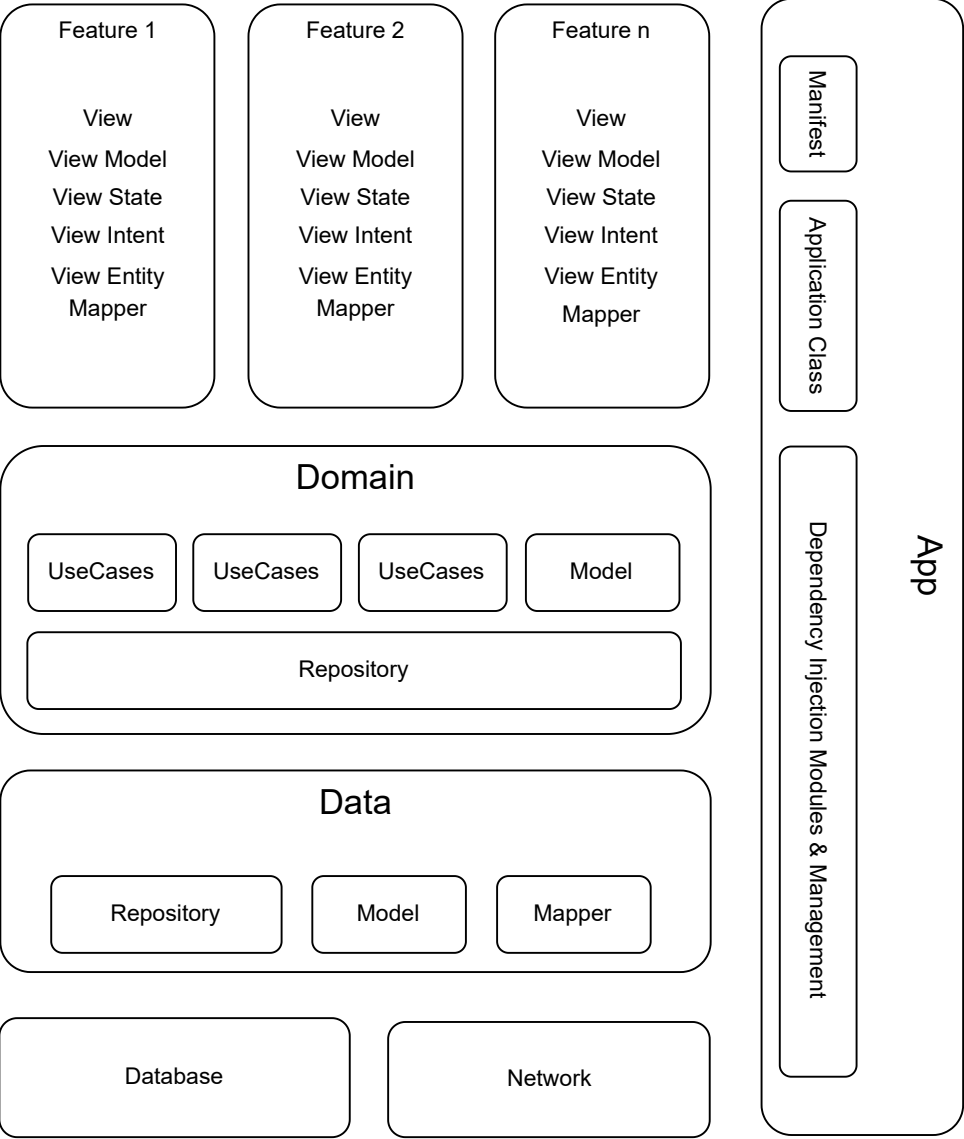 Feature 1
View
View Model
View State
View Intent
View Entity
Mapper
Feature 2
View
View Model
View State
View Intent
View Entity
Mapper
Feature n
View
View Model
View State
View Intent
View Entity
Mapper
Domain
UseCases
UseCases
UseCases
Model
Repository
Data
Repository
Model
Mapper
Database
Network
App
Manifest
Application Class
Dependency Injection Modules & Management